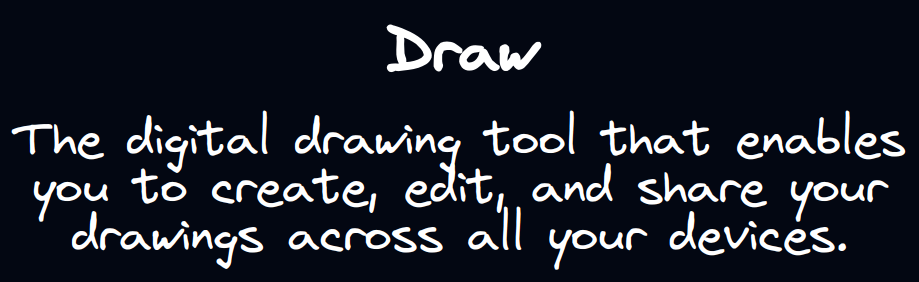 Draw
The digital drawing tool that enables
you to create, edit, and share your
drawings across all your devices.